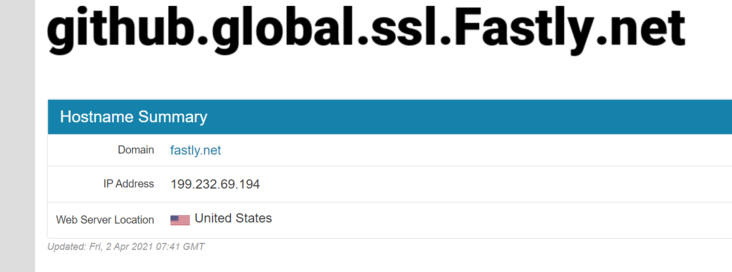 github.global.ssl.Fastly.net
Hostname Summary
Domain fastly.net
IP Address 199.232.69.194
Web Server Location United States
Updated: Fri, 2 Apr 2021 07:41 GMT